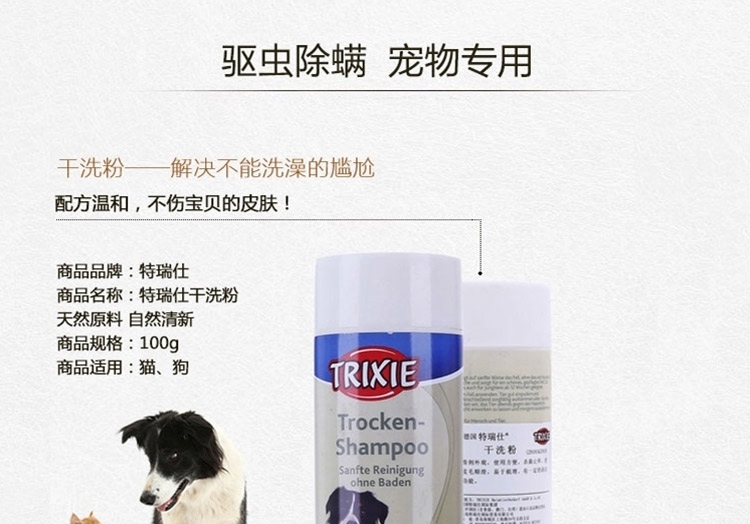 驱虫除螨 宠物专用
干洗粉——解决不能洗澡的尴尬
配方温和，不伤宝贝的皮肤！
商品品牌：特瑞仕
商品名称：特瑞仕干洗粉
天然原料 自然清新
商品规格：100g
商品适用：猫、狗
TRIXIE
Trocken-
Shampoo
Sanfte Reinigung
ohne Baden
德国 特瑞仕®
干洗粉
TRIXIE